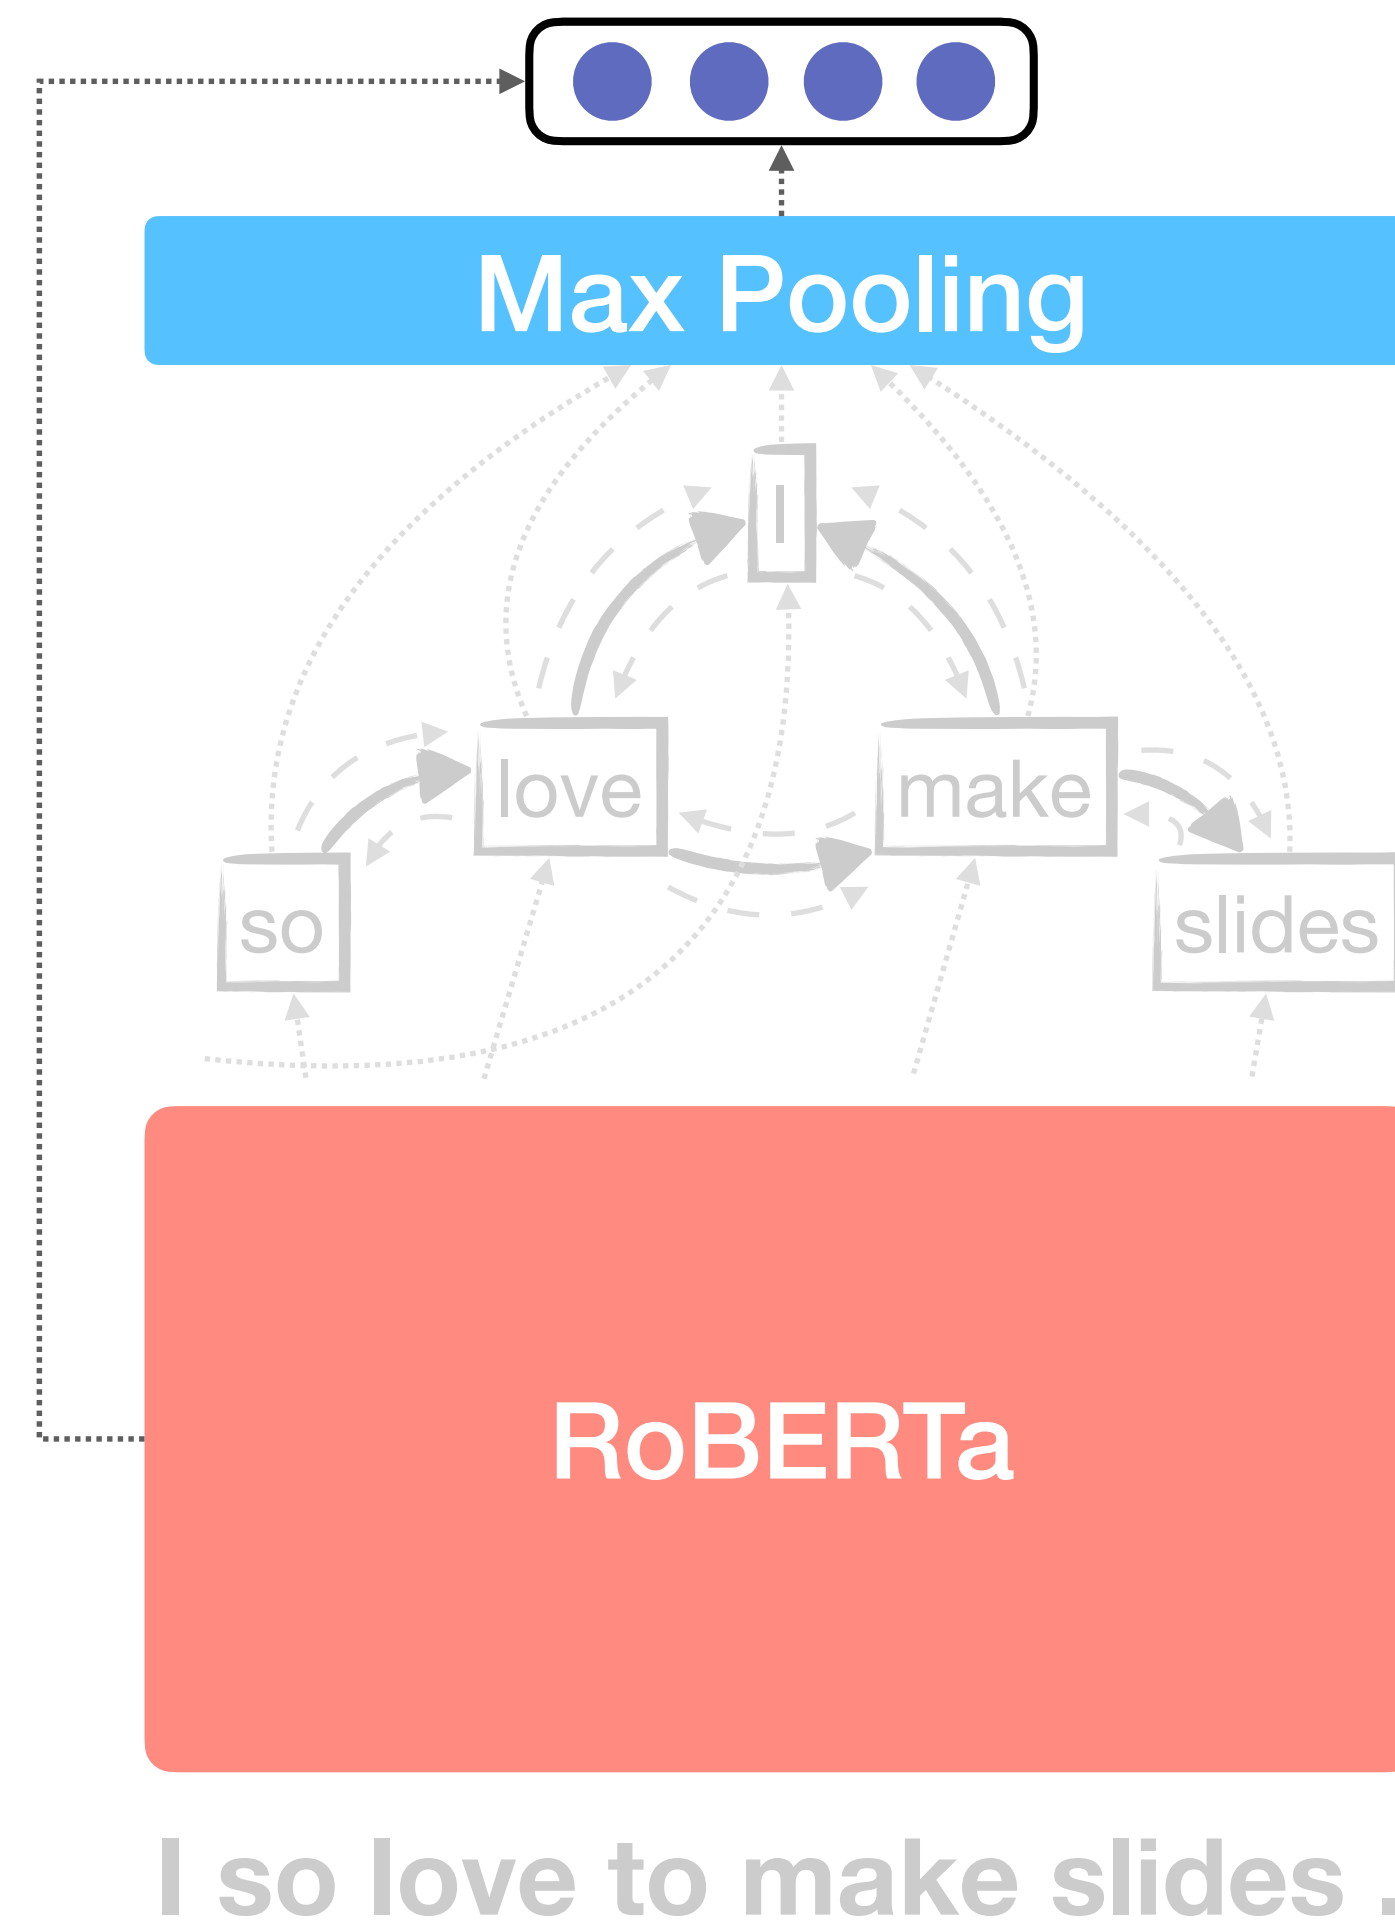 Max Pooling
I
love
make
so
slides
RoBERTa
I so love to make slides .